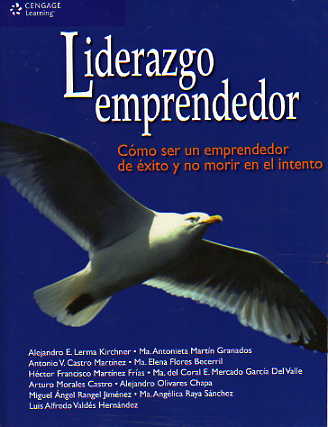 CENGAGE
Learning
Liderazgo
emprendedor
Cómo ser un emprendedor
de éxito y no morir en el intento
Alejandro E. Lerma Kirchner • Ma. Antonieta Martín Granados
Antonio V. Castro Martínez • Ma. Elena Flores Becerril
Héctor Francisco Martínez Frías • Ma. del Coral E. Mercado García Del Valle
Arturo Morales Castro • Alejandro Olivares Chapa
Miguel Ángel Rangel Jiménez • Ma. Angélica Raya Sánchez
Luis Alfredo Valdés Hernández